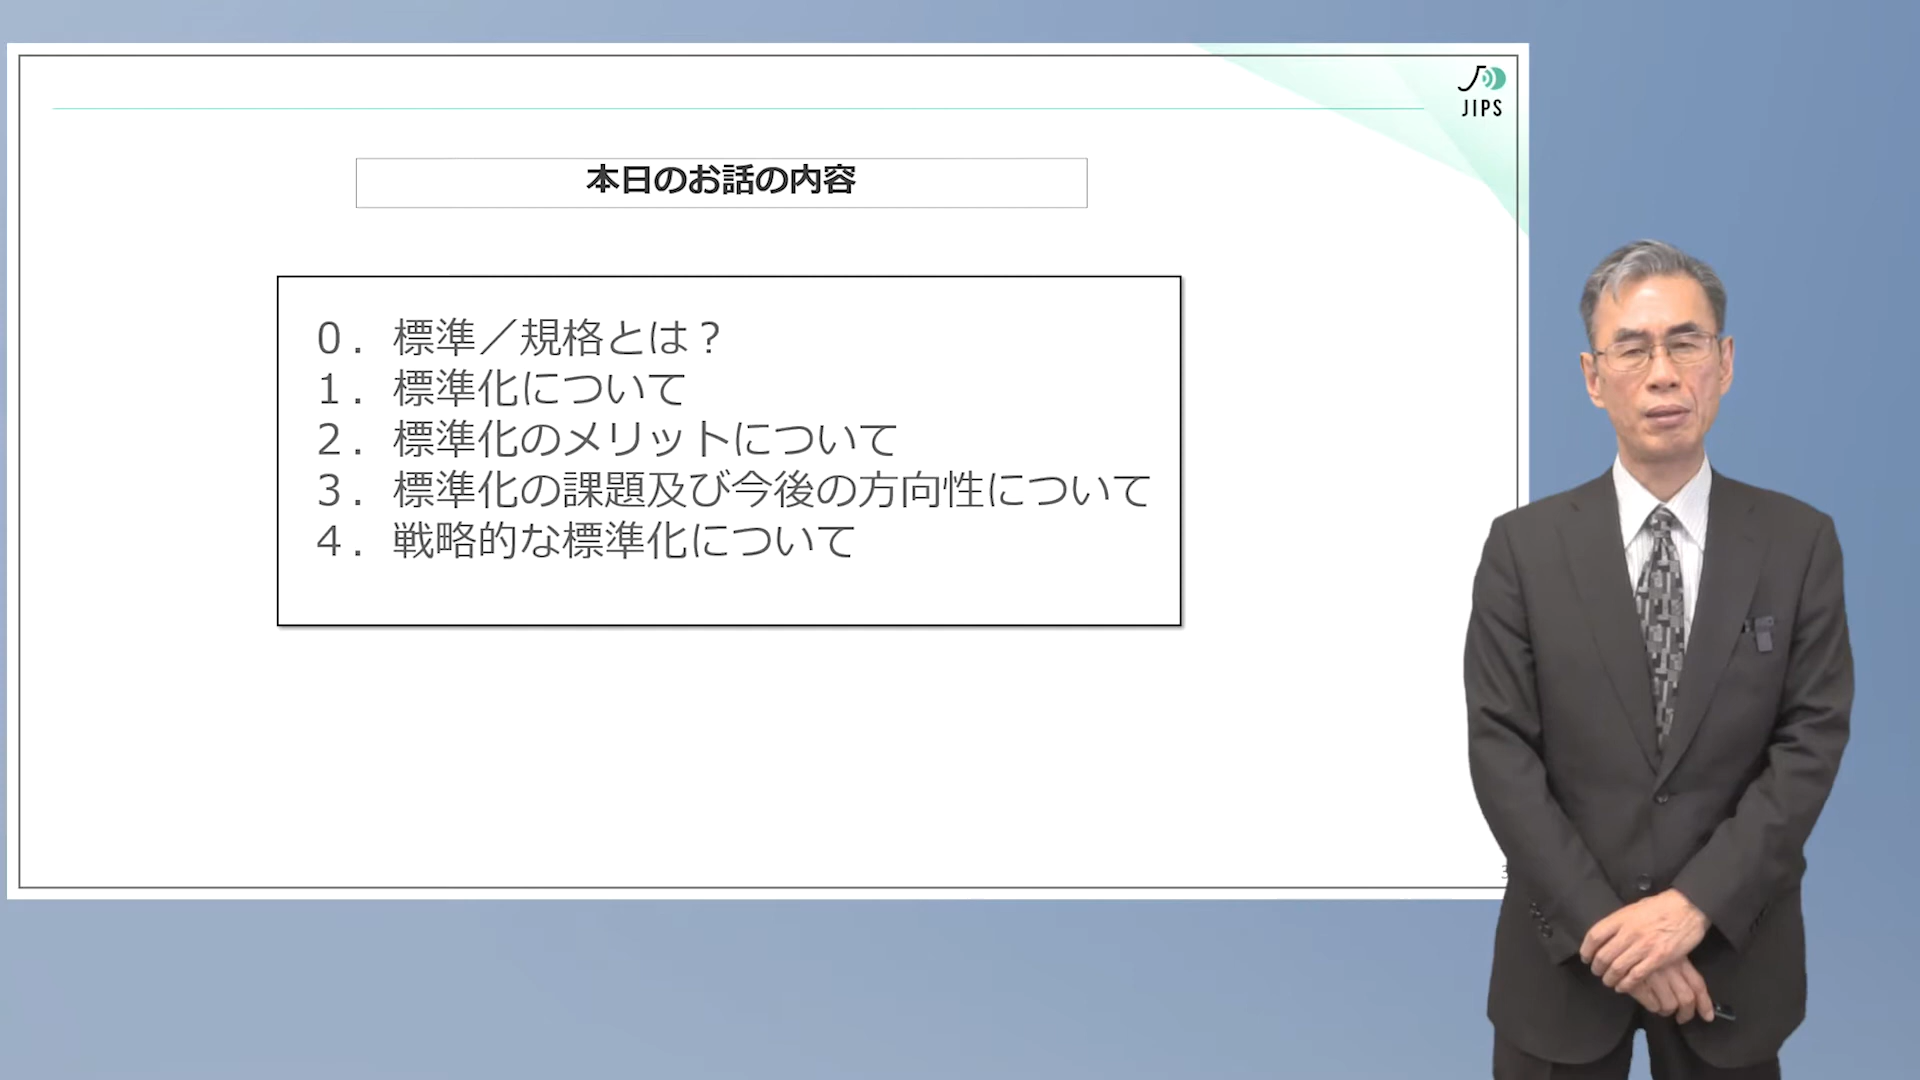 JIPS
本日のお話の内容
０．標準／規格とは？
１．標準化について
２．標準化のメリットについて
３．標準化の課題及び今後の方向性について
４．戦略的な標準化について
3